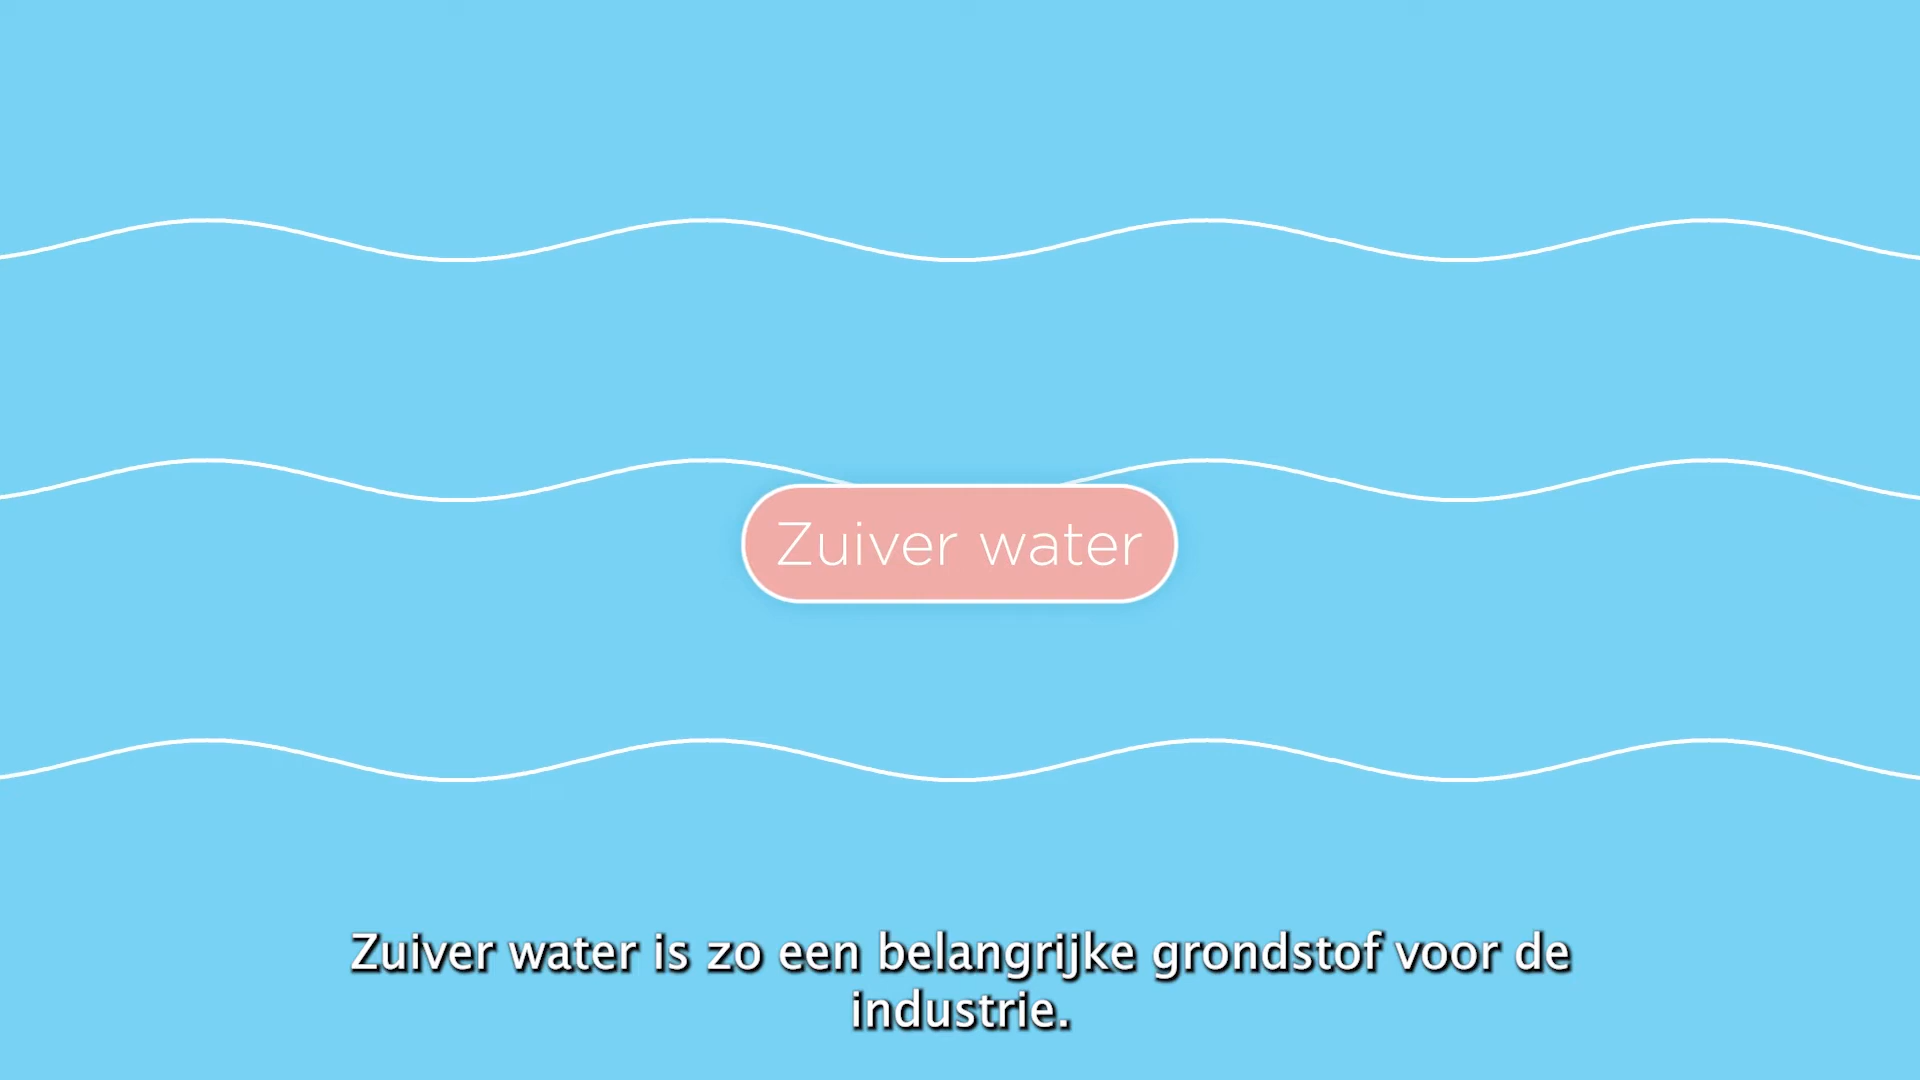 Zuiver water
Zuiver water is zo een belangrijke grondstof voor de
industrie.